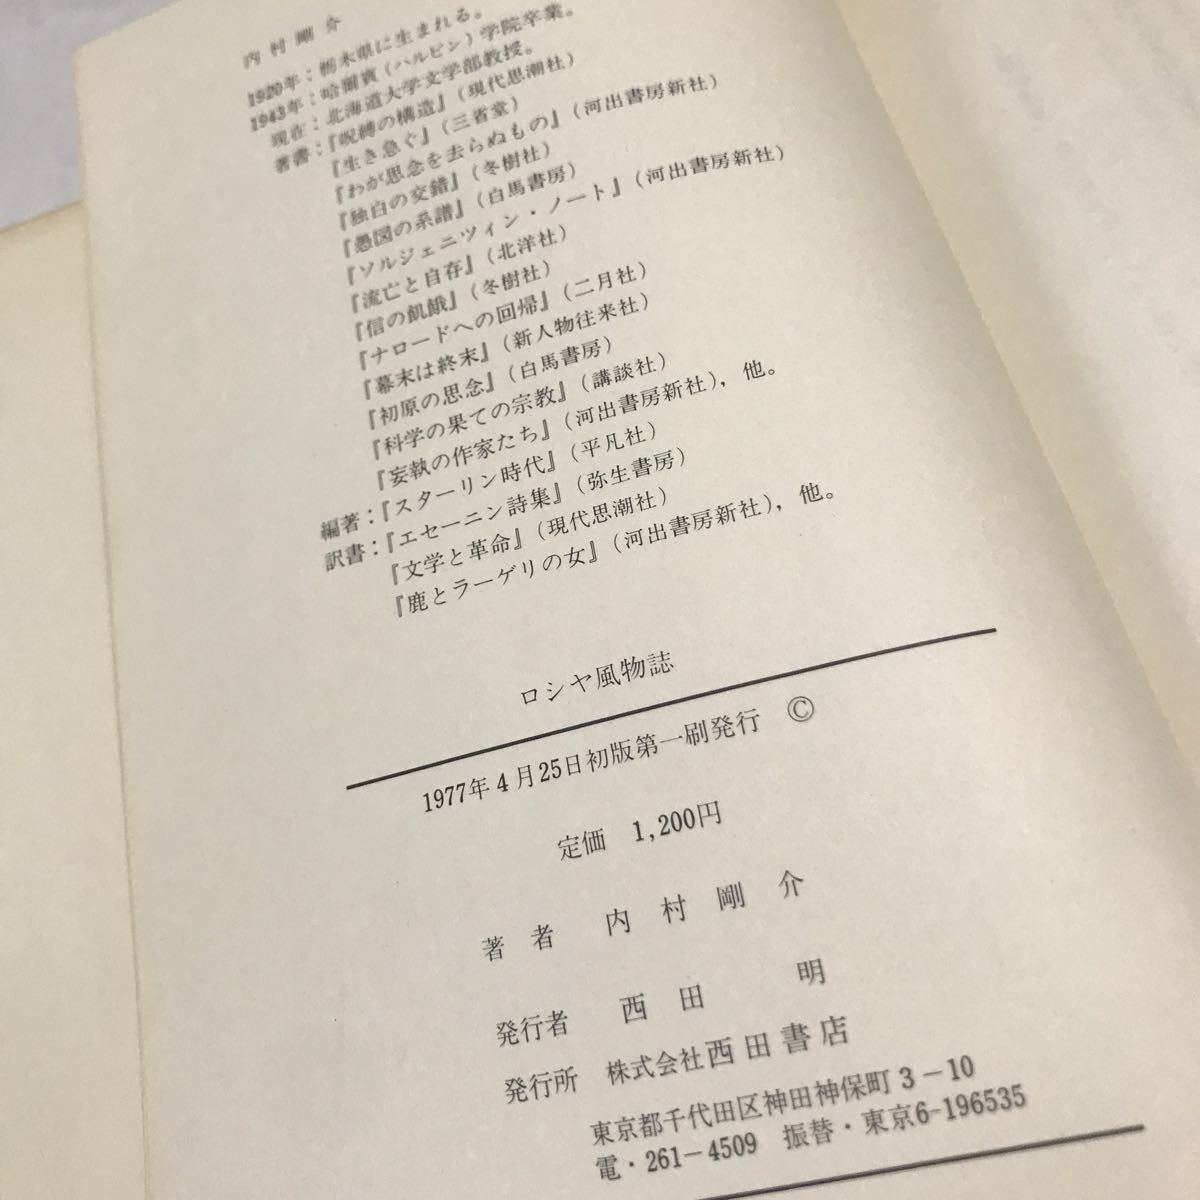 内村剛介
1920年：栃木県に生まれる。
1943年：哈爾賓（ハルビン）学院卒業。
現在：北海道大学文学部教授。
著書：『呪縛の構造』（現代思潮社）
『生き急ぐ』（三省堂）
『わが思念を去らぬもの』（河出書房新社）
『独白の交錯』（冬樹社）
『愚図の系譜』（白馬書房）
『ソルジェニツィン・ノート』（河出書房新社）
『流亡と自存』（北洋社）
『信の飢餓』（冬樹社）
『ナロードへの回帰』（二月社）
『幕末は終末』（新人物往来社）
『初原の思念』（白馬書房）
『科学の果ての宗教』（講談社）
『妄執の作家たち』（河出書房新社），他。
編著：『スターリン時代』（平凡社）
訳書：『エセーニン詩集』（弥生書房）
『文学と革命』（現代思潮社）
『鹿とラーゲリの女』（河出書房新社），他。
ロシヤ風物誌
1977年4月25日初版第一刷発行 ©
定価 1,200円
著者 内村剛介
発行者 西田 明
発行所 株式会社西田書店
東京都千代田区神田神保町3−10
電・261−4509 振替・東京6-196535